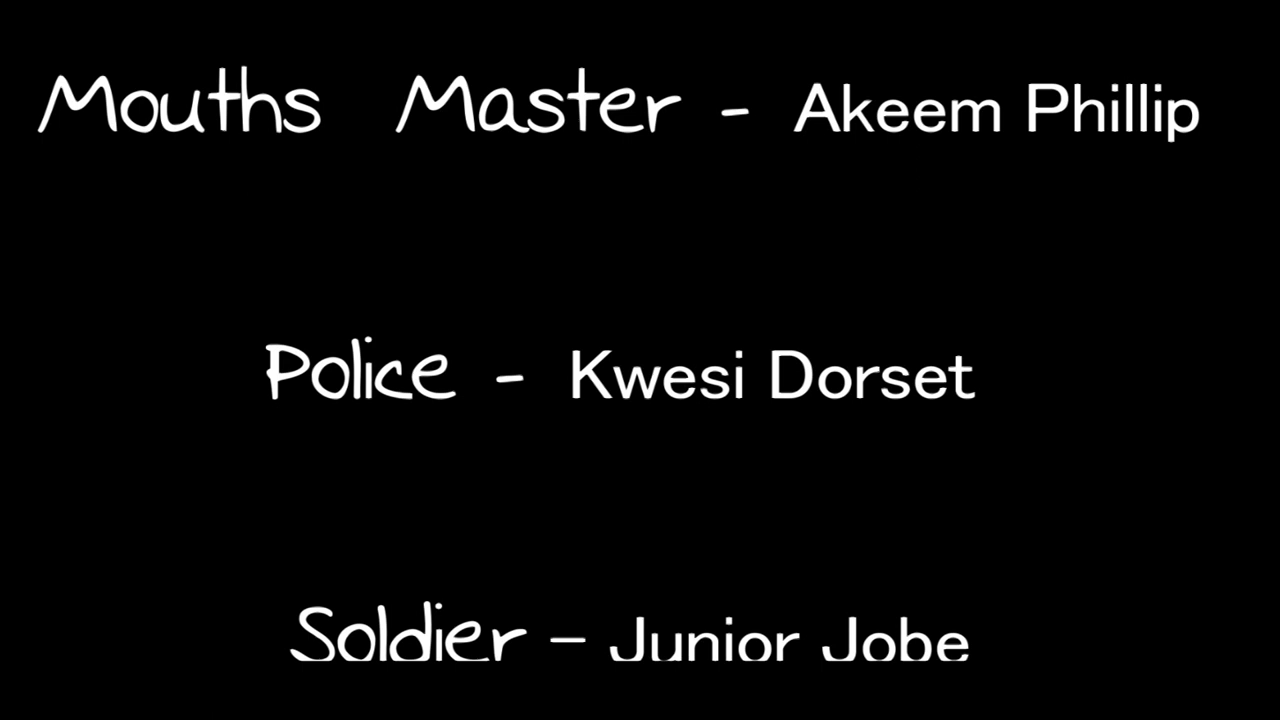 Mouths Master - Akeem Phillip
Police - Kwesi Dorset
Soldier – Junior Jobe